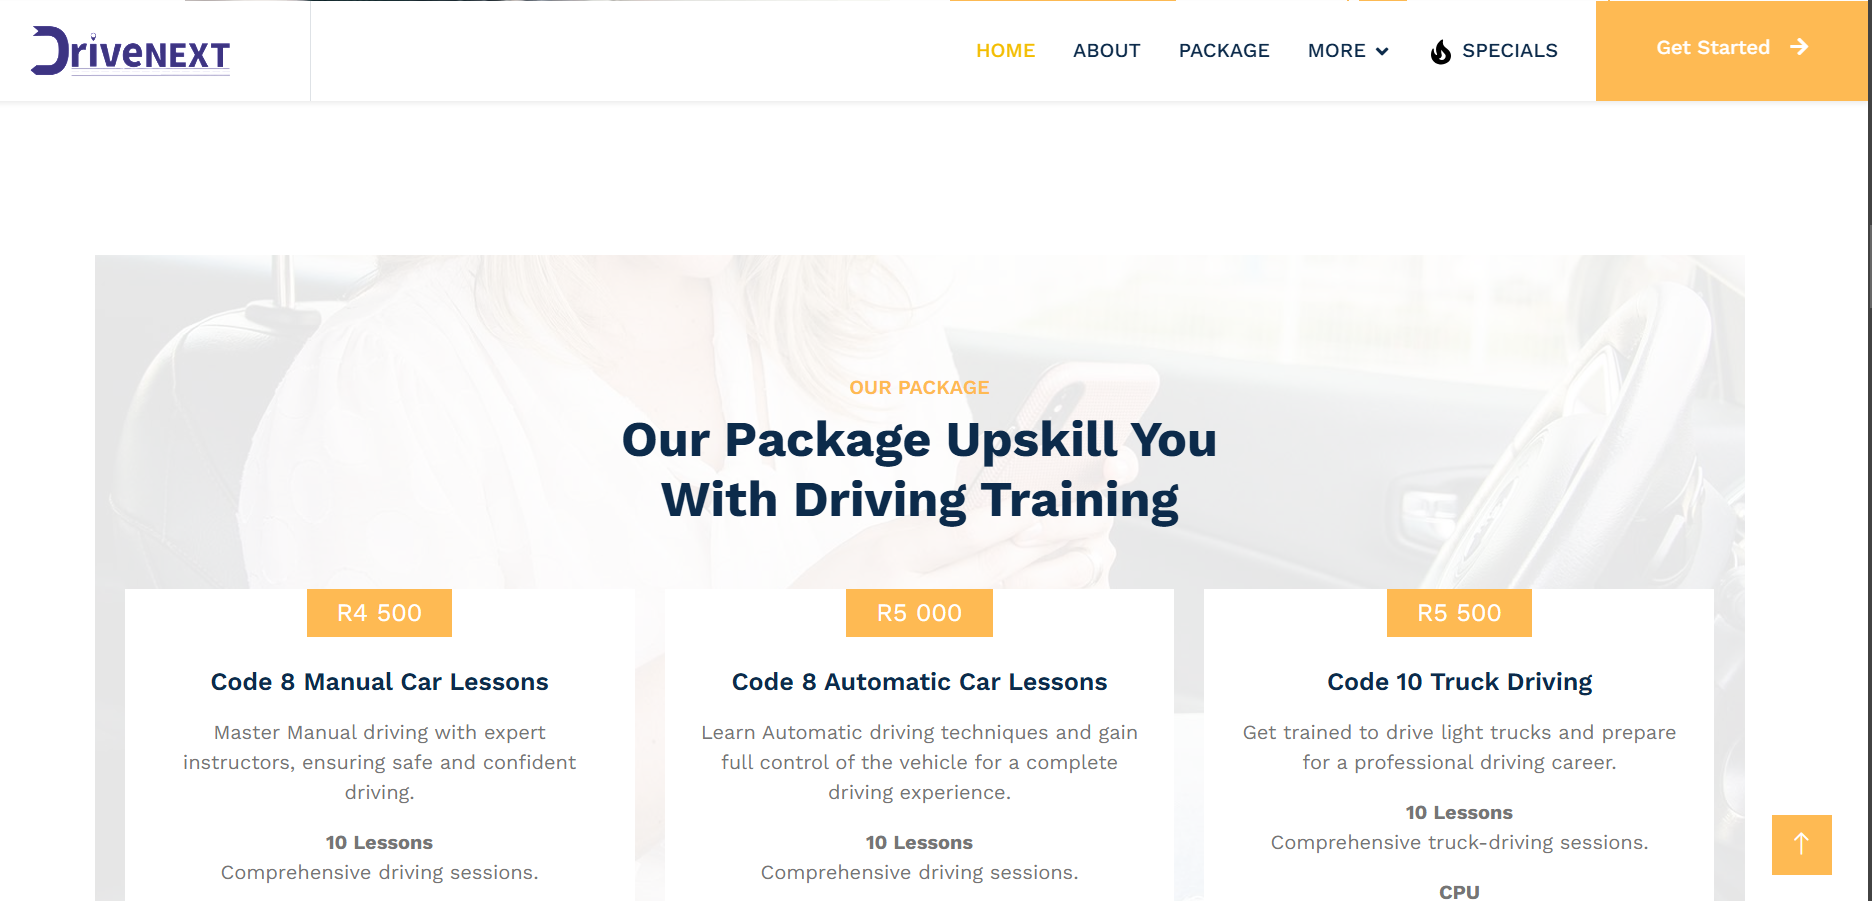 DriveNEXT
HOME
ABOUT
PACKAGE
MORE
SPECIALS
Get Started
OUR PACKAGE
Our Package Upskill You
With Driving Training
R4 500
Code 8 Manual Car Lessons
Master Manual driving with expert
instructors, ensuring safe and confident
driving.
10 Lessons
Comprehensive driving sessions.
R5 000
Code 8 Automatic Car Lessons
Learn Automatic driving techniques and gain
full control of the vehicle for a complete
driving experience.
10 Lessons
Comprehensive driving sessions.
R5 500
Code 10 Truck Driving
Get trained to drive light trucks and prepare
for a professional driving career.
10 Lessons
Comprehensive truck-driving sessions.
CPU